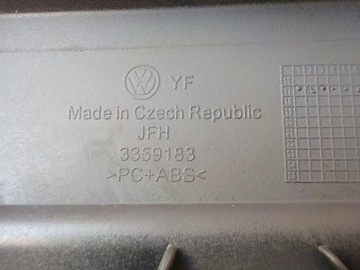 YF
Made in Czech Republic
JFH
3359183
>PC+ABS<